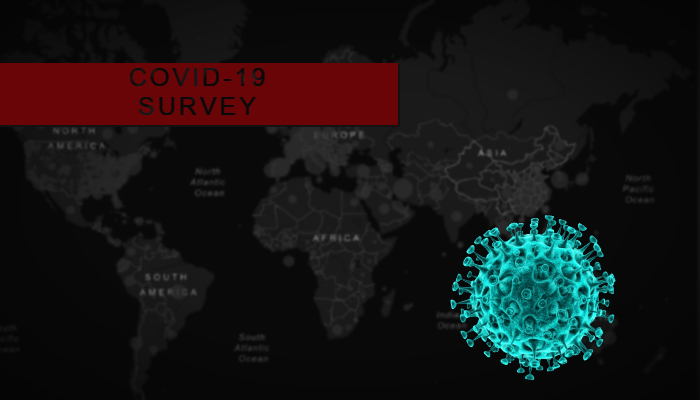 COVID-19
SURVEY
NORTH
AMERICA
EUROPE
ASIA
North
Atlantic
Ocean
North
Pacific
Ocean
AFRICA
SOUTH
AMERICA
South
Atlantic
Ocean
Ocean